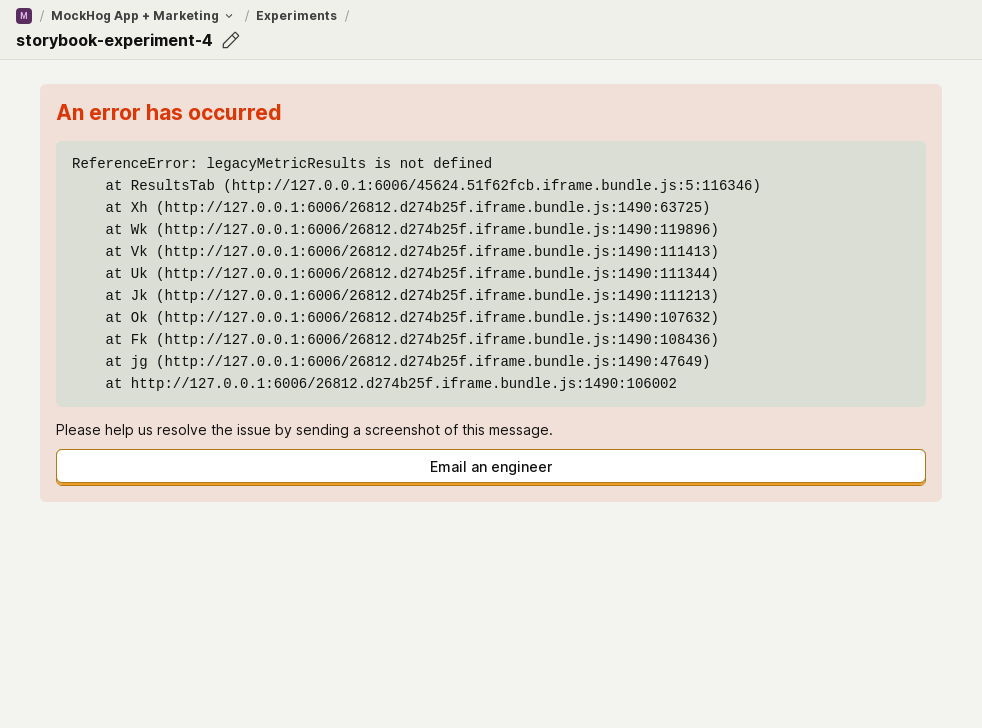 M / MockHog App + Marketing / Experiments /
storybook-experiment-4
An error has occurred
ReferenceError: legacyMetricResults is not defined
    at ResultsTab (http://127.0.0.1:6006/45624.51f62fcb.iframe.bundle.js:5:116346)
    at Xh (http://127.0.0.1:6006/26812.d274b25f.iframe.bundle.js:1490:63725)
    at Wk (http://127.0.0.1:6006/26812.d274b25f.iframe.bundle.js:1490:119896)
    at Vk (http://127.0.0.1:6006/26812.d274b25f.iframe.bundle.js:1490:111413)
    at Uk (http://127.0.0.1:6006/26812.d274b25f.iframe.bundle.js:1490:111344)
    at Jk (http://127.0.0.1:6006/26812.d274b25f.iframe.bundle.js:1490:111213)
    at Ok (http://127.0.0.1:6006/26812.d274b25f.iframe.bundle.js:1490:107632)
    at Fk (http://127.0.0.1:6006/26812.d274b25f.iframe.bundle.js:1490:108436)
    at jg (http://127.0.0.1:6006/26812.d274b25f.iframe.bundle.js:1490:47649)
    at http://127.0.0.1:6006/26812.d274b25f.iframe.bundle.js:1490:106002
Please help us resolve the issue by sending a screenshot of this message.
Email an engineer